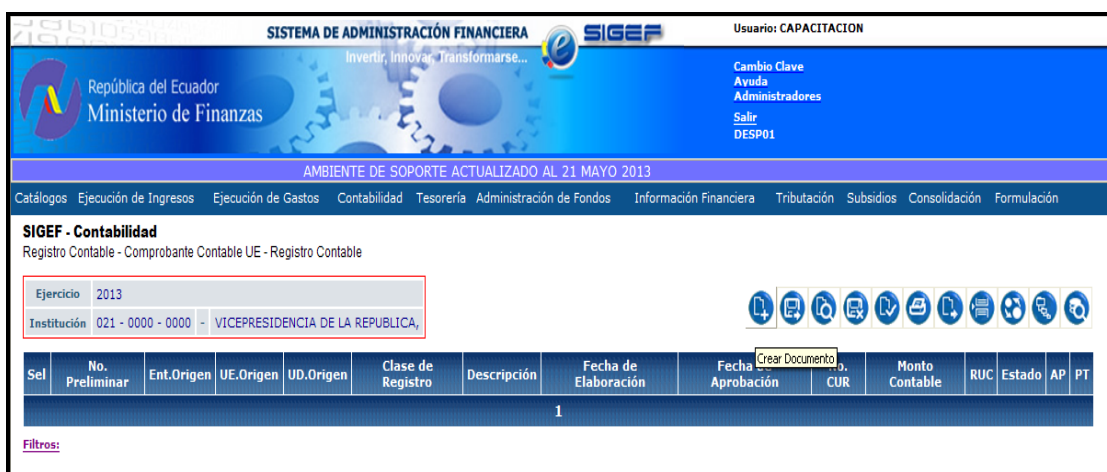 SISTEMA DE ADMINISTRACIÓN FINANCIERA
e SIGEF
Usuario: CAPACITACION
Invertir, Innovar, Transformarse...
República del Ecuador
Ministerio de Finanzas
Cambio Clave
Ayuda
Administradores
Salir
DESP01
AMBIENTE DE SOPORTE ACTUALIZADO AL 21 MAYO 2013
Catálogos Ejecución de Ingresos Ejecución de Gastos Contabilidad Tesorería Administración de Fondos Información Financiera Tributación Subsidios Consolidación Formulación
SIGEF - Contabilidad
Registro Contable - Comprobante Contable UE - Registro Contable
Ejercicio 2013
Institución 021 - 0000 - 0000 - VICEPRESIDENCIA DE LA REPUBLICA,
Crear Documento
Sel No. Preliminar Ent.Origen UE.Origen UD.Origen Clase de Registro Descripción Fecha de Elaboración Fecha de Aprobación No. CUR Monto Contable RUC Estado AP PT
1
Filtros: